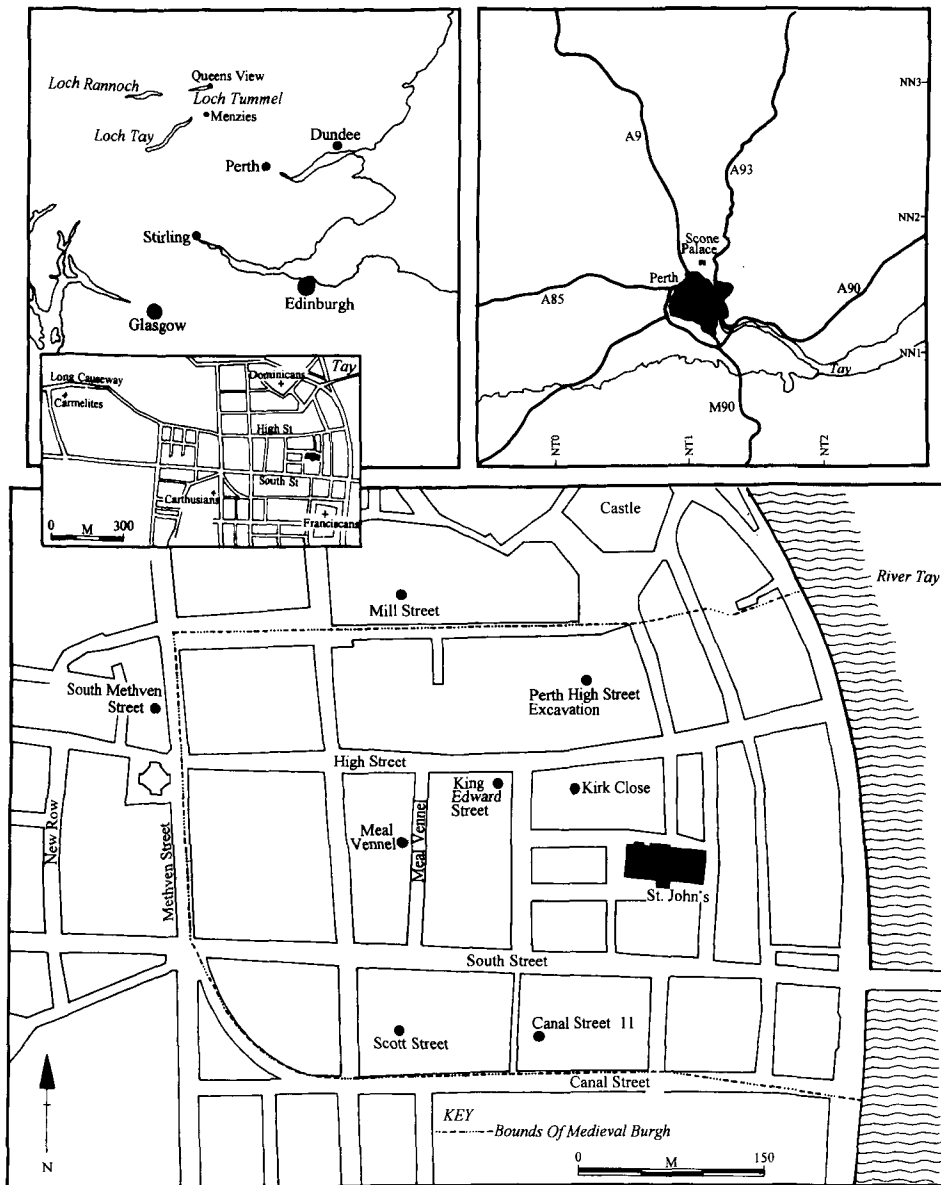 Queens View
Loch Rannoch
Loch Tummel
Menzies
Loch Tay
Dundee
Perth
Stirling
Edinburgh
Glasgow
NN3
A9
A93
NN2
Scone
Palace
Perth
A90
A85
NN1
Tay
M90
NT0
NT1
NT2
Tay
Dominicans
Long Causeway
Carmelites
High St
South St
Carthusians
Franciscans
0 M 300
Castle
River Tay
Mill Street
South Methven
Street
Perth High Street
Excavation
High Street
King
Edward
Street
Kirk Close
Meal
Vennel
Meal Vennel
New Row
Methven Street
St. John's
South Street
Canal Street 11
Scott Street
Canal Street
KEY
Bounds Of Medieval Burgh
N
0 M 150